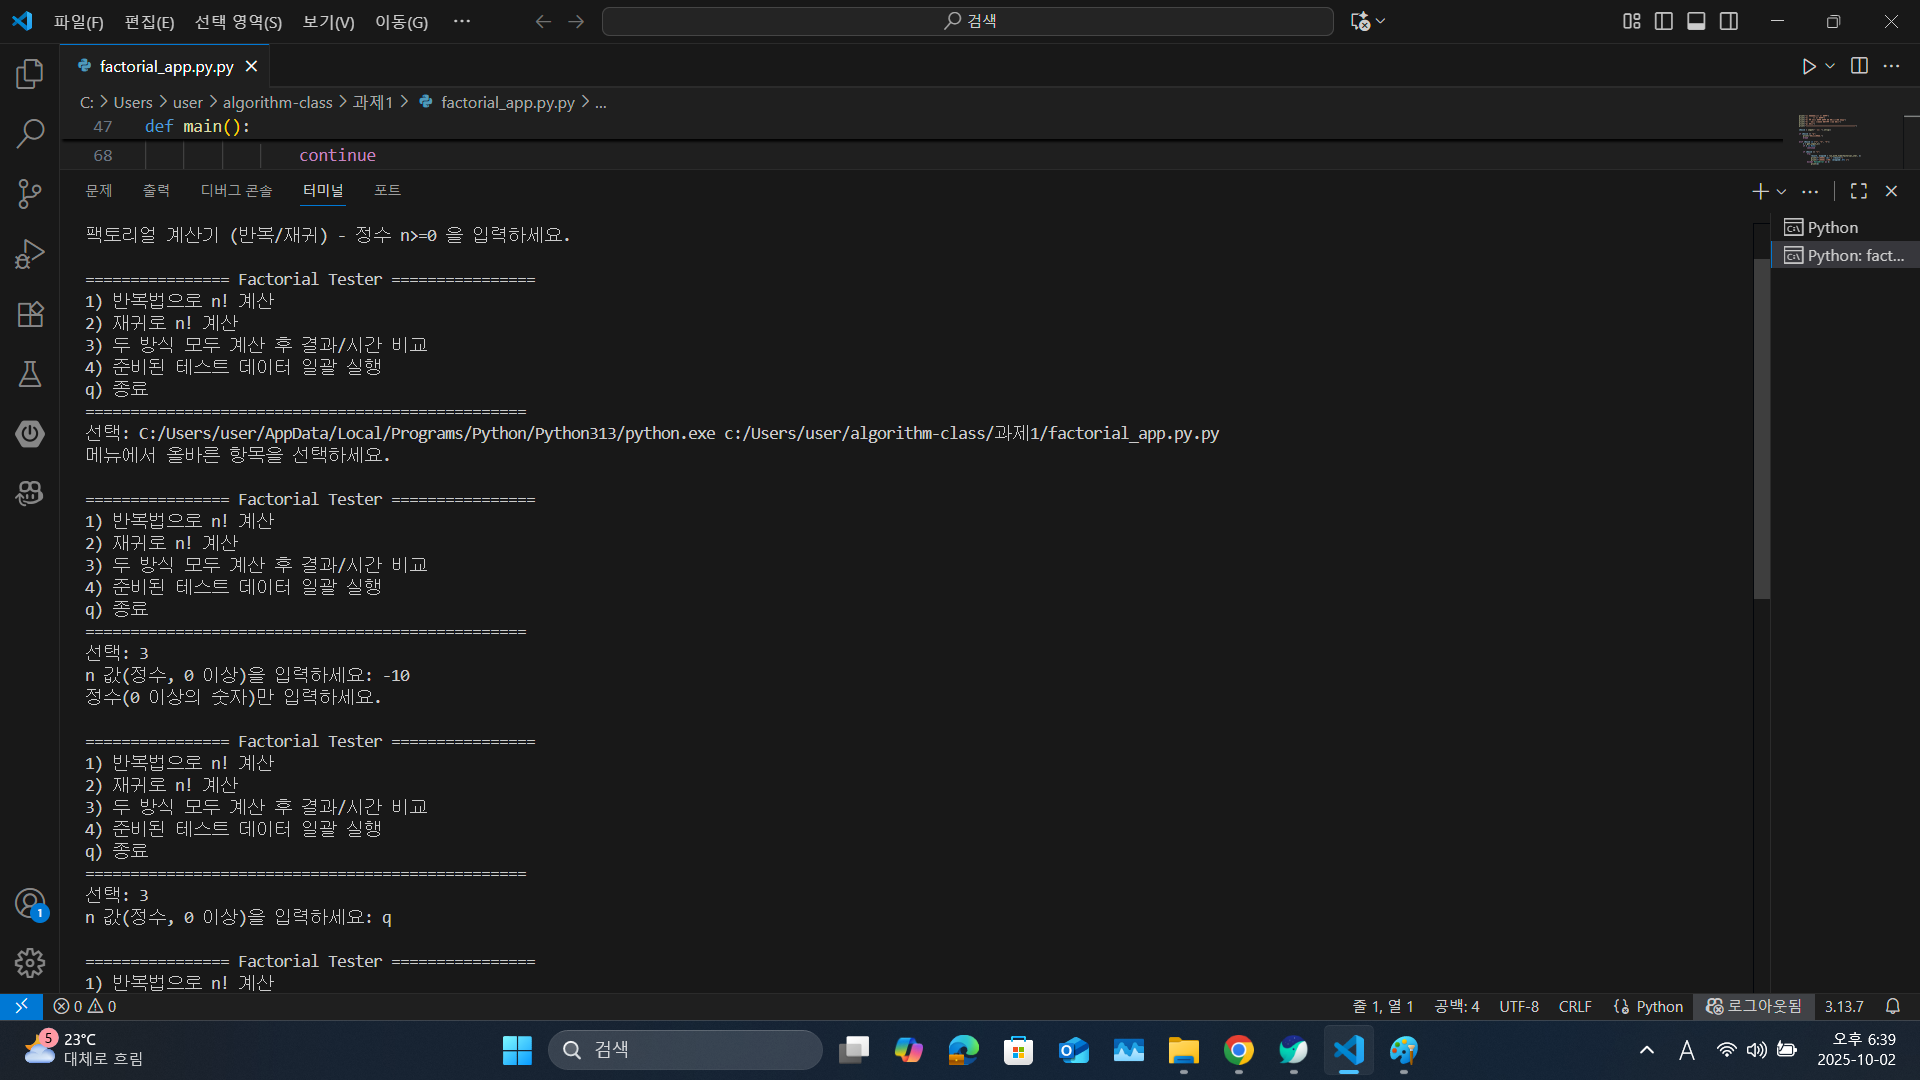 파일(F) 편집(E) 선택 영역(S) 보기(V) 이동(G) ··· 검색
factorial_app.py.py
C: > Users > user > algorithm-class > 과제1 > factorial_app.py.py > ...
47 def main():
68 continue
문제 출력 디버그 콘솔 터미널 포트
팩토리얼 계산기 (반복/재귀) - 정수 n>=0 을 입력하세요.
================ Factorial Tester ================
1) 반복법으로 n! 계산
2) 재귀로 n! 계산
3) 두 방식 모두 계산 후 결과/시간 비교
4) 준비된 테스트 데이터 일괄 실행
q) 종료
=================================================
선택: C:/Users/user/AppData/Local/Programs/Python/Python313/python.exe c:/Users/user/algorithm-class/과제1/factorial_app.py.py
메뉴에서 올바른 항목을 선택하세요.
================ Factorial Tester ================
1) 반복법으로 n! 계산
2) 재귀로 n! 계산
3) 두 방식 모두 계산 후 결과/시간 비교
4) 준비된 테스트 데이터 일괄 실행
q) 종료
=================================================
선택: 3
n 값(정수, 0 이상)을 입력하세요: -10
정수(0 이상의 숫자)만 입력하세요.
================ Factorial Tester ================
1) 반복법으로 n! 계산
2) 재귀로 n! 계산
3) 두 방식 모두 계산 후 결과/시간 비교
4) 준비된 테스트 데이터 일괄 실행
q) 종료
=================================================
선택: 3
n 값(정수, 0 이상)을 입력하세요: q
================ Factorial Tester ================
1) 반복법으로 n! 계산
Python
Python: fact...
1
0 0 줄 1, 열 1 공백: 4 UTF-8 CRLF Python 로그아웃됨 3.13.7
5 23°C
대체로 흐림
검색
A
오후 6:39
2025-10-02